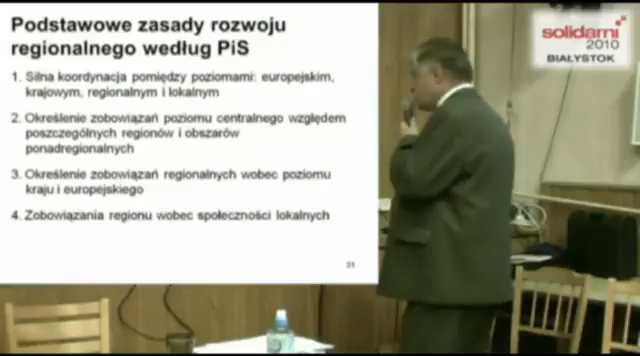 Podstawowe zasady rozwoju
regionalnego według PiS
1. Silna koordynacja pomiędzy poziomami: europejskim,
krajowym, regionalnym i lokalnym
2. Określenie zobowiązań poziomu centralnego względem
poszczególnych regionów i obszarów
ponadregionalnych
3. Określenie zobowiązań regionalnych wobec poziomu
kraju i europejskiego
4. Zobowiązania regionu wobec społeczności lokalnych
31
solidarni
2010
BIAŁYSTOK